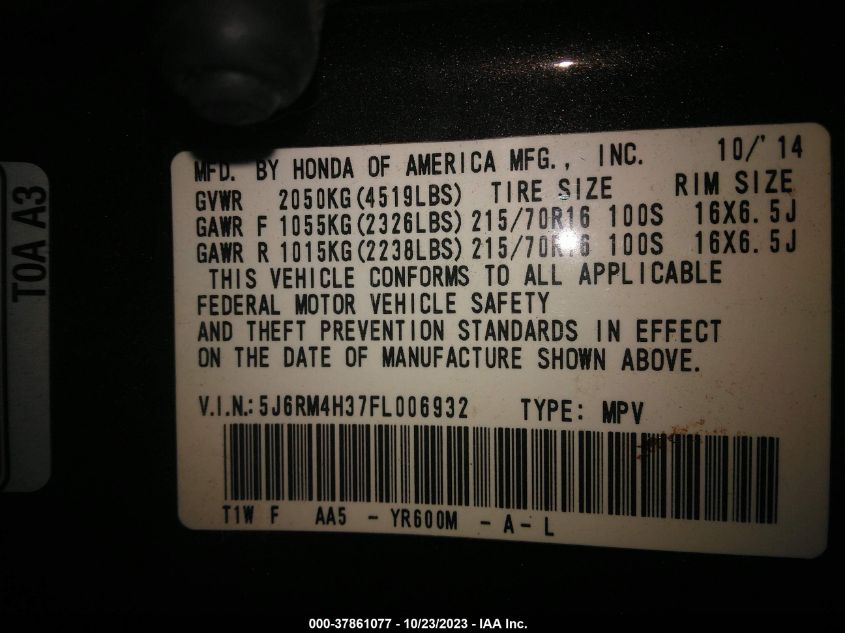 TOA A3
MFD. BY HONDA OF AMERICA MFG., INC. 10/'14
GVWR 2050KG(4519LBS) TIRE SIZE RIM SIZE
GAWR F 1055KG(2326LBS) 215/70R16 100S 16X6.5J
GAWR R 1015KG(2238LBS) 215/70R16 100S 16X6.5J
THIS VEHICLE CONFORMS TO ALL APPLICABLE
FEDERAL MOTOR VEHICLE SAFETY
AND THEFT PREVENTION STANDARDS IN EFFECT
ON THE DATE OF MANUFACTURE SHOWN ABOVE.
V.I.N.: 5J6RM4H37FL006932 TYPE: MPV
T1W F AA5 - YR600M - A - L
000-37861077 - 10/23/2023 - IAA Inc.